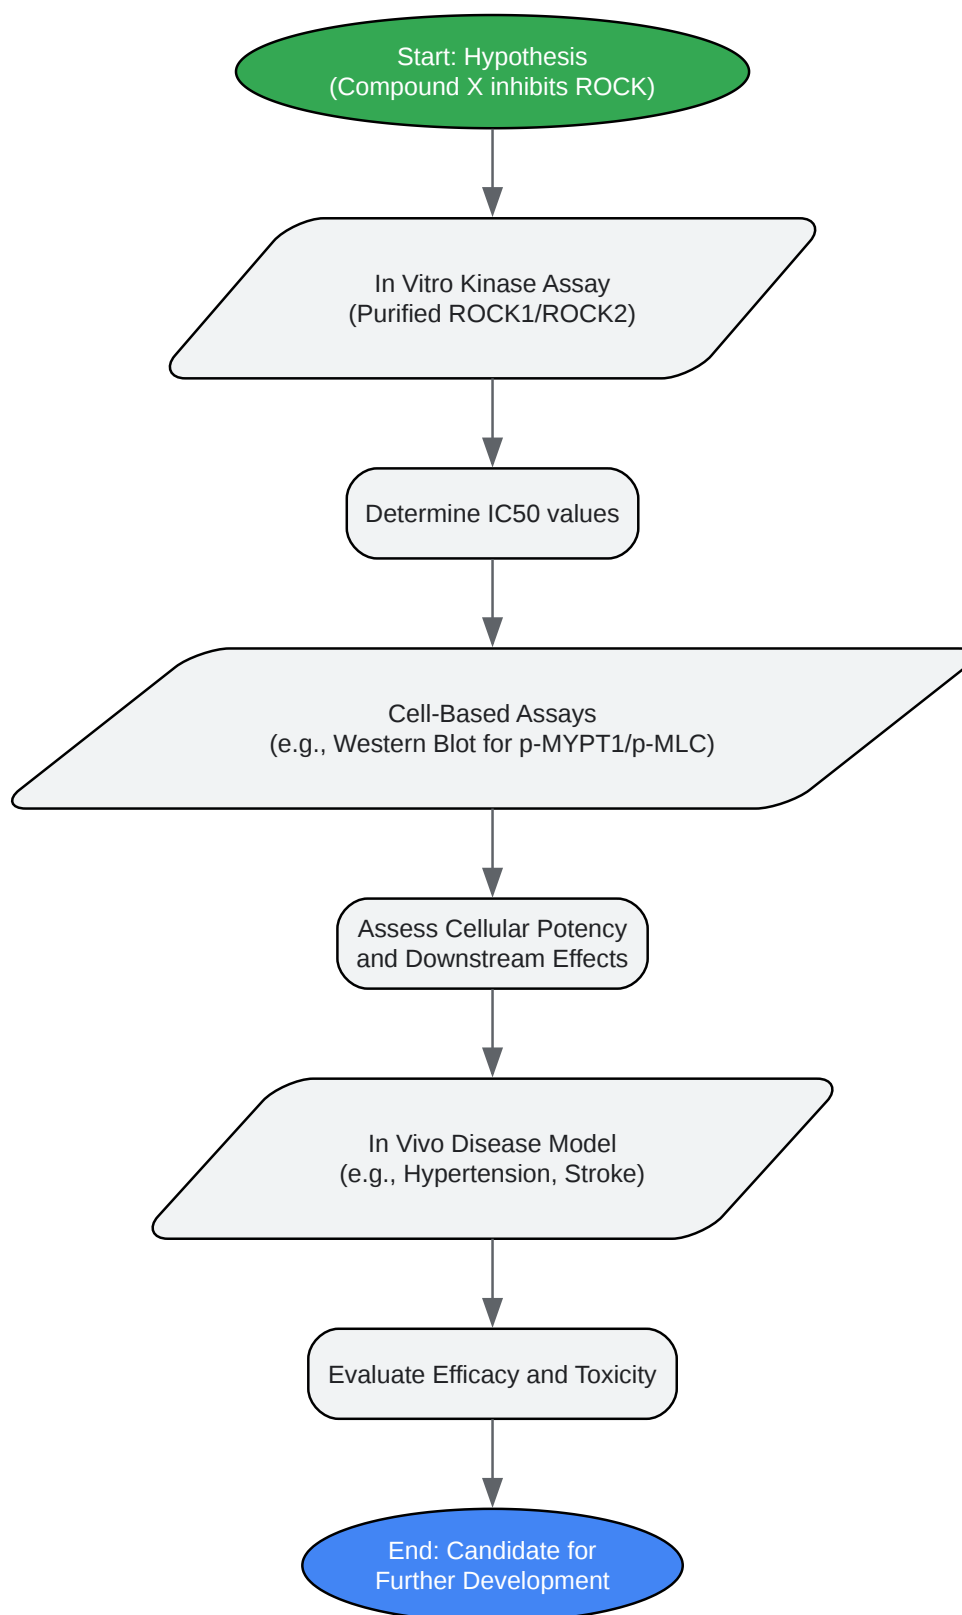 Start: Hypothesis
(Compound X inhibits ROCK)
In Vitro Kinase Assay
(Purified ROCK1/ROCK2)
Determine IC50 values
Cell-Based Assays
(e.g., Western Blot for p-MYPT1/p-MLC)
Assess Cellular Potency
and Downstream Effects
In Vivo Disease Model
(e.g., Hypertension, Stroke)
Evaluate Efficacy and Toxicity
End: Candidate for
Further Development